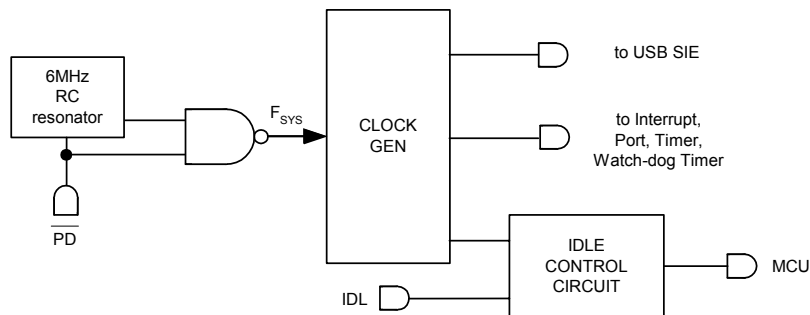 6MHz
RC
resonator
PD
F_SYS
CLOCK
GEN
to USB SIE
to Interrupt,
Port, Timer,
Watch-dog Timer
IDL
IDLE
CONTROL
CIRCUIT
MCU